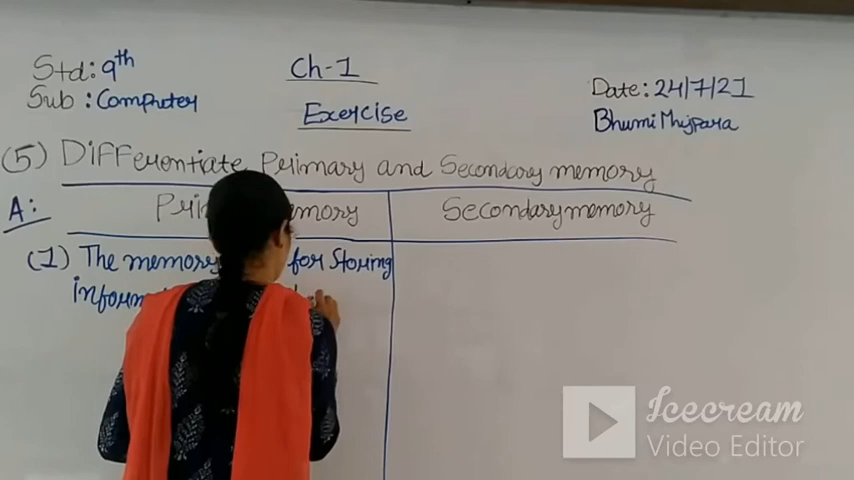 Std: 9th
Sub: Computer
Ch-1
Exercise
Date: 24/7/21
Bhumi
(5) Differentiate Primary and Secondary memory
A:
Secondary memory
(1) The memory for Storing
Icecream
Video Editor